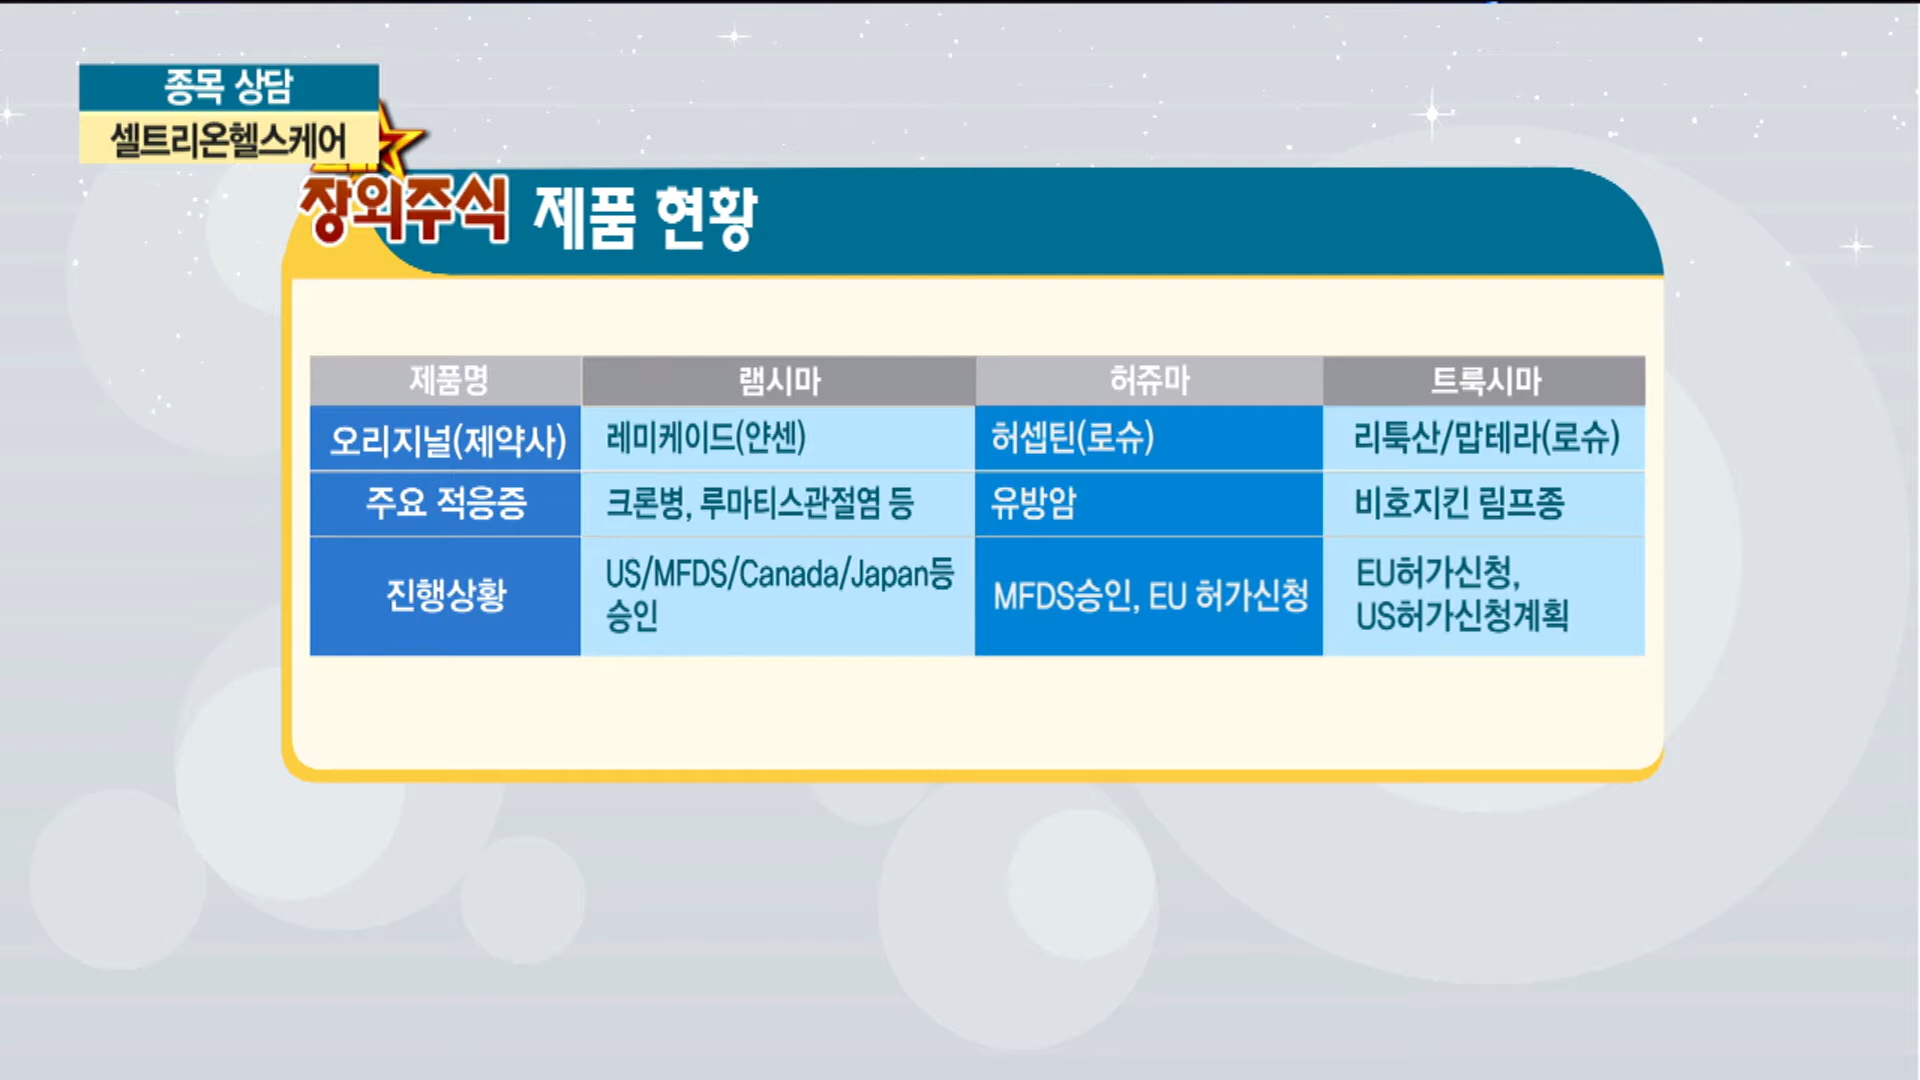 종목 상담
셀트리온헬스케어
장외주식 제품 현황
제품명 램시마 허쥬마 트룩시마
오리지널(제약사) 레미케이드(얀센) 허셉틴(로슈) 리툭산/맙테라(로슈)
주요 적응증 크론병, 루마티스관절염 등 유방암 비호지킨 림프종
진행상황 US/MFDS/Canada/Japan등 승인 MFDS승인, EU 허가신청 EU허가신청, US허가신청계획